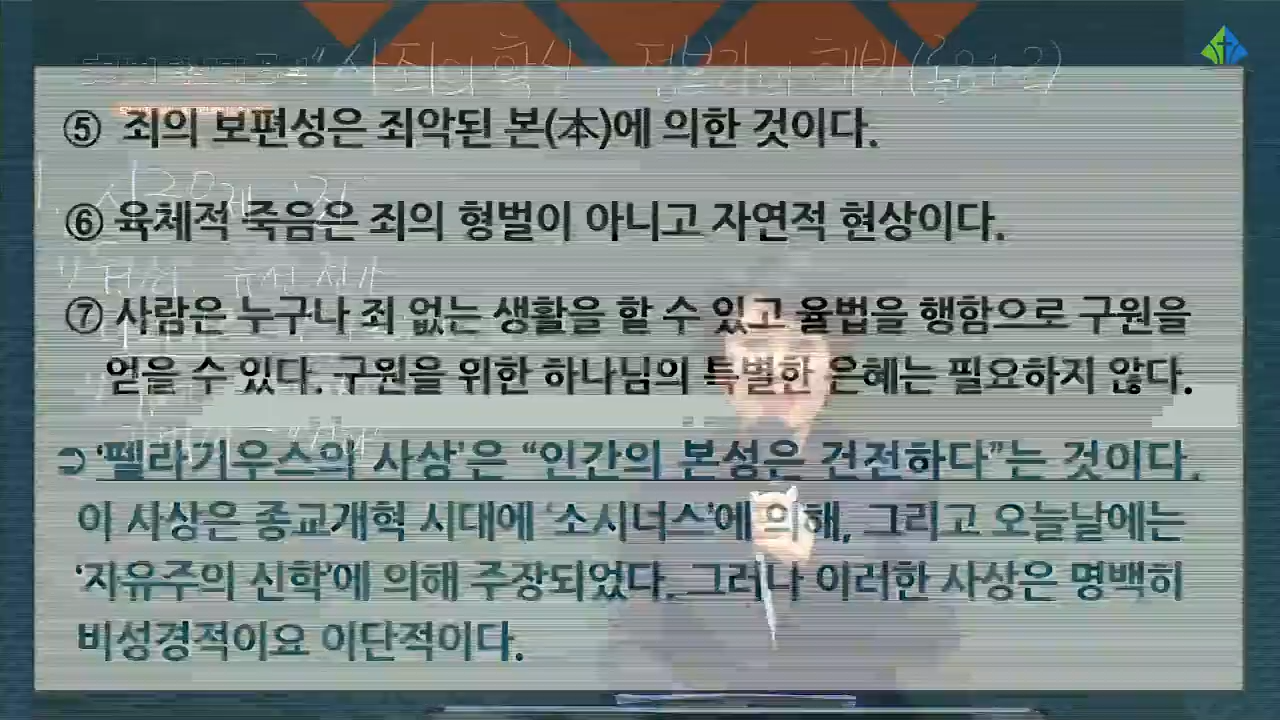 "사죄의 확신 - 정보라
⑤ 죄의 보편성은 죄악된 본(本)에 의한 것이다.
⑥ 육체적 죽음은 죄의 형벌이 아니고 자연적 현상이다.
⑦ 사람은 누구나 죄 없는 생활을 할 수 있고 율법을 행함으로 구원을
얻을 수 있다. 구원을 위한 하나님의 특별한 은혜는 필요하지 않다.
➲ '펠라기우스의 사상'은 “인간의 본성은 건전하다”는 것이다.
이 사상은 종교개혁 시대에 '소시너스'에 의해, 그리고 오늘날에는
'자유주의 신학'에 의해 주장되었다. 그러나 이러한 사상은 명백히
비성경적이요 이단적이다.